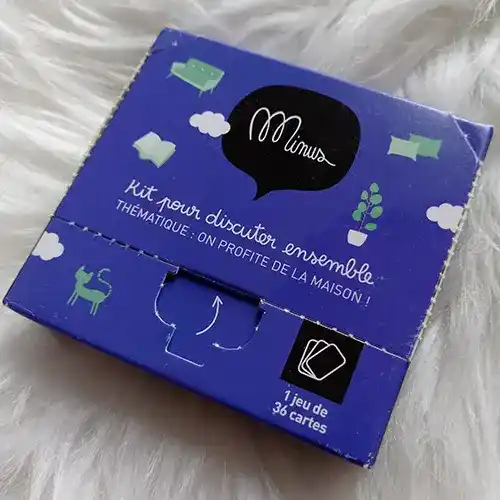 Minus
Kit pour discuter ensemble
THÉMATIQUE : ON PROFITE DE LA MAISON !
1 jeu de
36 cartes